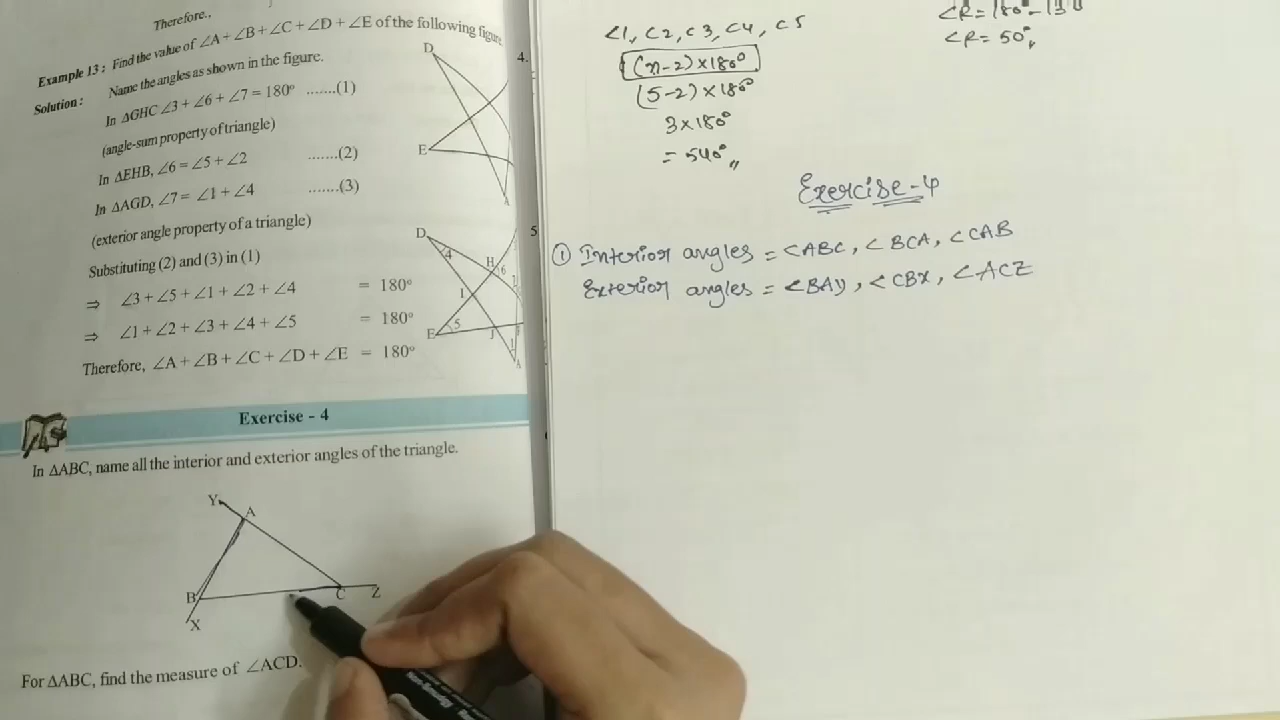 Therefore..
Example 13 : Find the value of ∠A + ∠B + ∠C + ∠D + ∠E of the following figure
Solution : Name the angles as shown in the figure.
In ΔGHC ∠3 + ∠6 + ∠7 = 180° .......(1)
(angle-sum property of triangle)
In ΔEHB, ∠6 = ∠5 + ∠2 .......(2)
In ΔAGD, ∠7 = ∠1 + ∠4 .......(3)
(exterior angle property of a triangle)
Substituting (2) and (3) in (1)
⇒ ∠3 + ∠5 + ∠1 + ∠2 + ∠4 = 180°
⇒ ∠1 + ∠2 + ∠3 + ∠4 + ∠5 = 180°
Therefore, ∠A + ∠B + ∠C + ∠D + ∠E = 180°
D
E
A
4.
D
4
H
6
I
E
5
J
A
5
Exercise - 4
In ΔABC, name all the interior and exterior angles of the triangle.
Y
A
B
C
Z
X
For ΔABC, find the measure of ∠ACD.
∠1, ∠2, ∠3, ∠4, ∠5
(n-2)×180°
(5-2)×180°
3×180°
= 540°,,
∠R = 50°,,
Exercise-4
① Interior angles = ∠ABC, ∠BCA, ∠CAB
Exterior angles = ∠BAY, ∠CBX, ∠ACZ